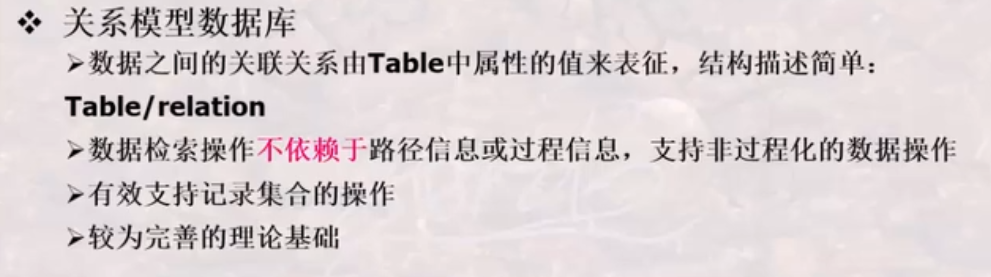 ❖ 关系模型数据库
➢数据之间的关联关系由Table中属性的值来表征，结构描述简单：
Table/relation
➢数据检索操作不依赖于路径信息或过程信息，支持非过程化的数据操作
➢有效支持记录集合的操作
➢较为完善的理论基础